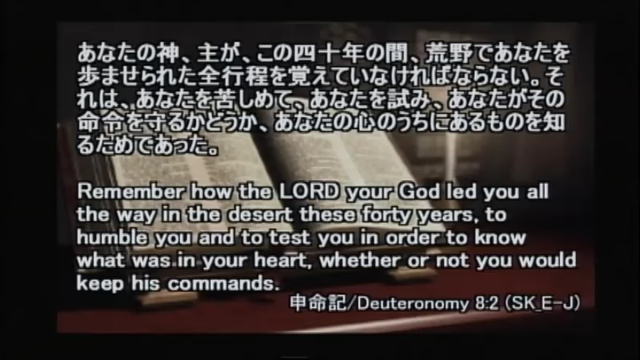 あなたの神、主が、この四十年の間、荒野であなたを
歩ませられた全行程を覚えていなければならない。そ
れは、あなたを苦しめて、あなたを試み、あなたがその
命令を守るかどうか、あなたの心のうちにあるものを知
るためであった。
Remember how the LORD your God led you all
the way in the desert these forty years, to
humble you and to test you in order to know
what was in your heart, whether or not you would
keep his commands.
申命記/Deuteronomy 8:2 (SK_E-J)